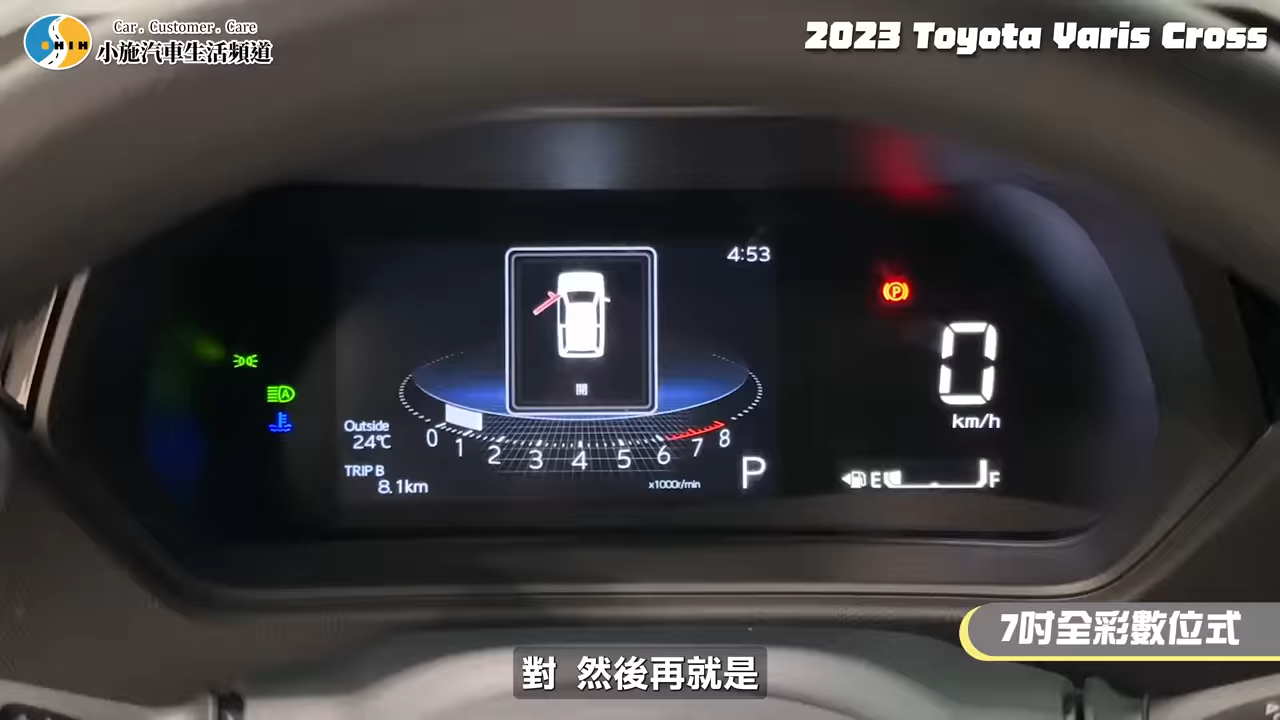 Car. Customer. Care
SHIH
小施汽車生活頻道
2023 Toyota Yaris Cross
4:53
P
開
A
0
km/h
Outside
24℃
TRIP B
8.1km
0 1 2 3 4 5 6 7 8
x1000r/min
P
E F
7吋全彩數位式
對 然後再就是